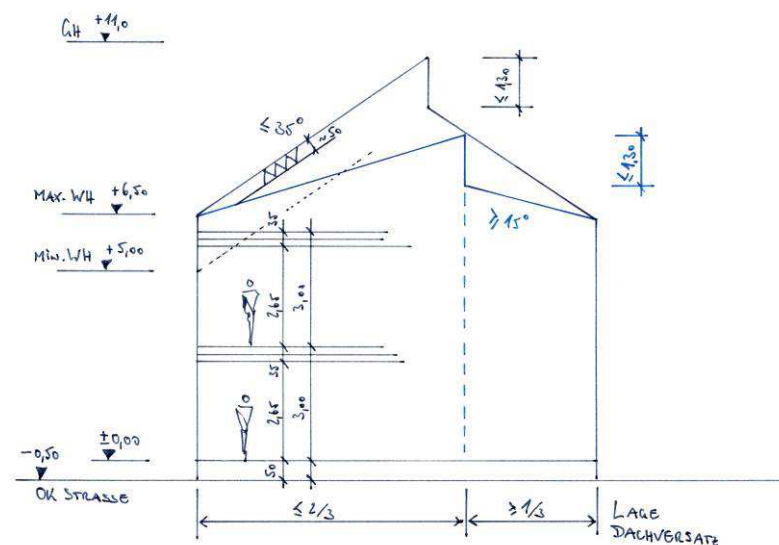 GH +11,0
≤ 1,30
≤ 35°
~50
≤ 1,30
MAX. WH +6,50
35
≥ 15°
MIN. WH +5,00
2,65
3,00
35
2,65
3,00
±0,00
-0,50
50
OK STRASSE
≤ 2/3
≥ 1/3
LAGE
DACHVERSATZ